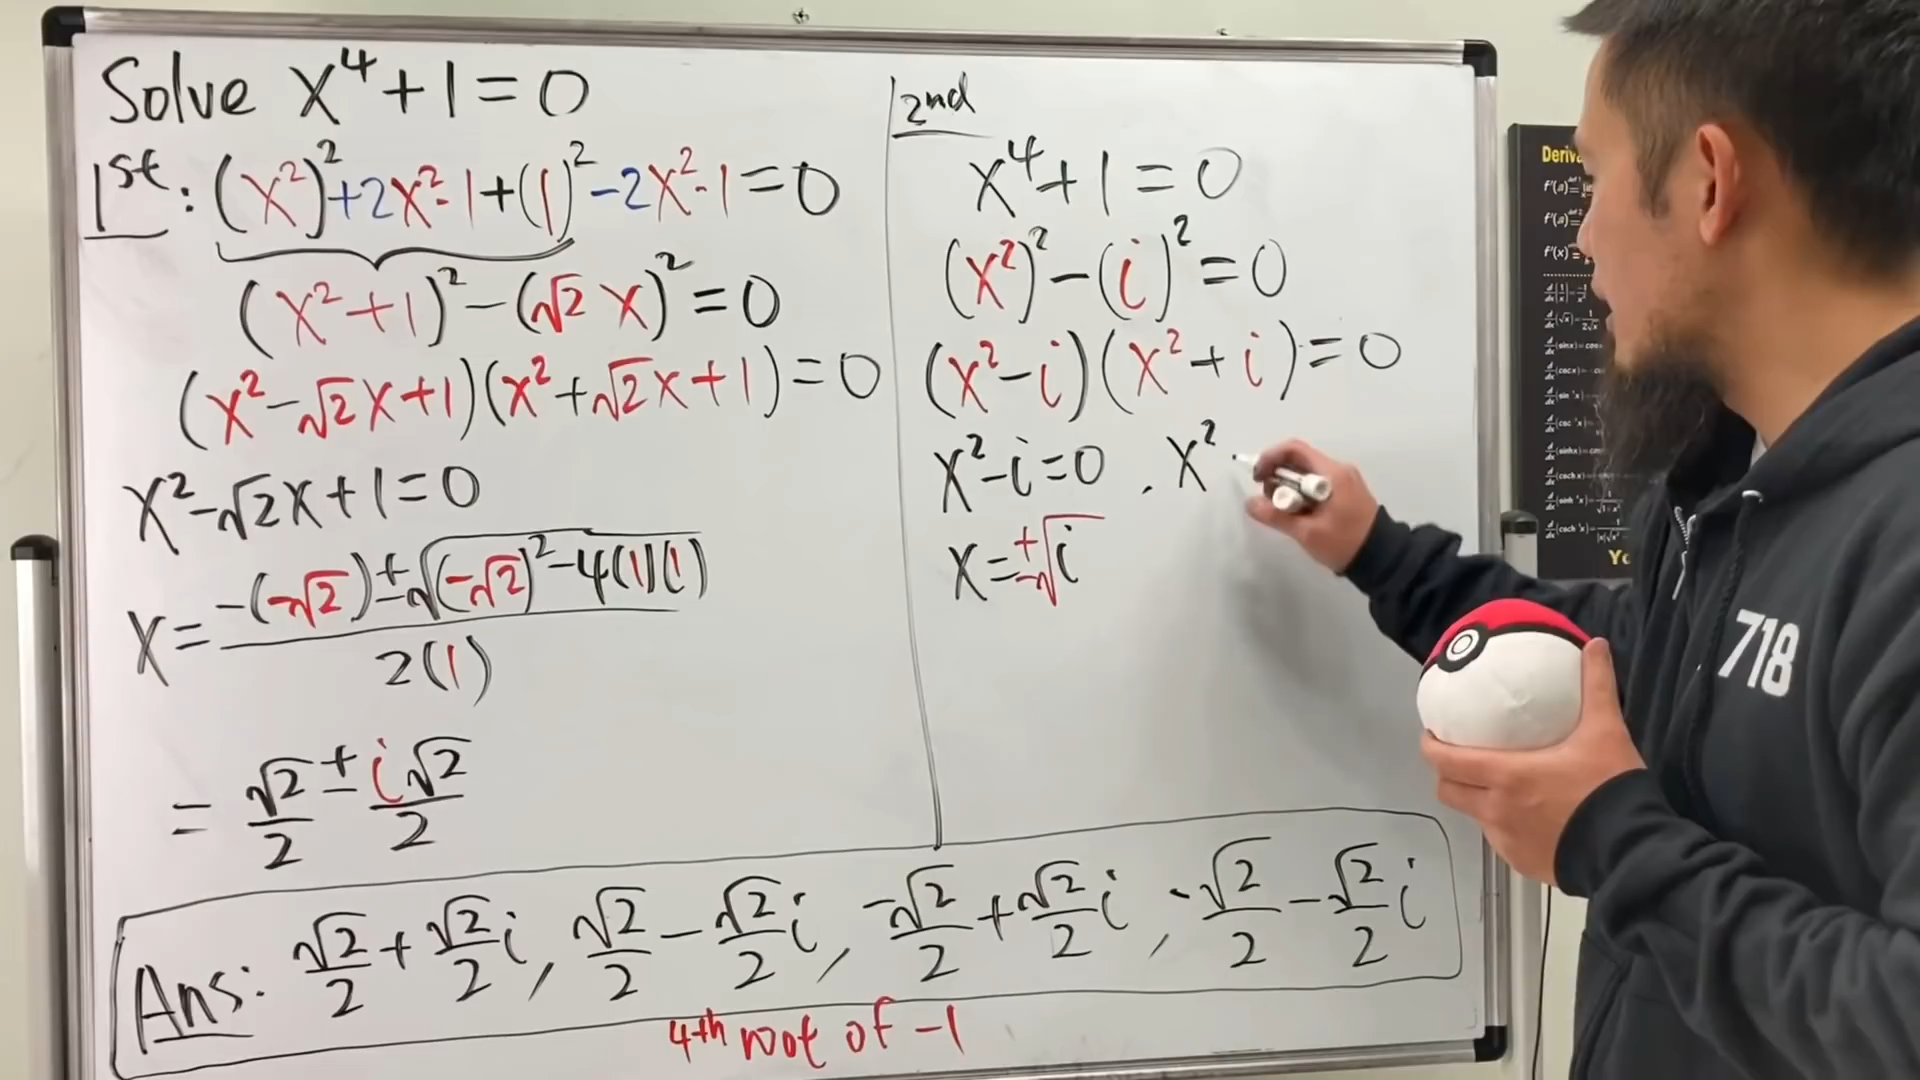 Solve x⁴+1=0
1st: (x²)²+2x²·1+(1)²-2x²·1=0
(x²+1)²-(√2 x)²=0
(x²-√2x+1)(x²+√2x+1)=0
x²-√2x+1=0
x=(-(-√2)±√((-√2)²-4(1)(1)))/2(1)
=√2/2±i√2/2
2nd
x⁴+1=0
(x²)²-(i)²=0
(x²-i)(x²+i)=0
x²-i=0, x²
x=±√i
Ans: √2/2+√2/2 i, √2/2-√2/2 i, -√2/2+√2/2 i, -√2/2-√2/2 i
4th root of -1
718